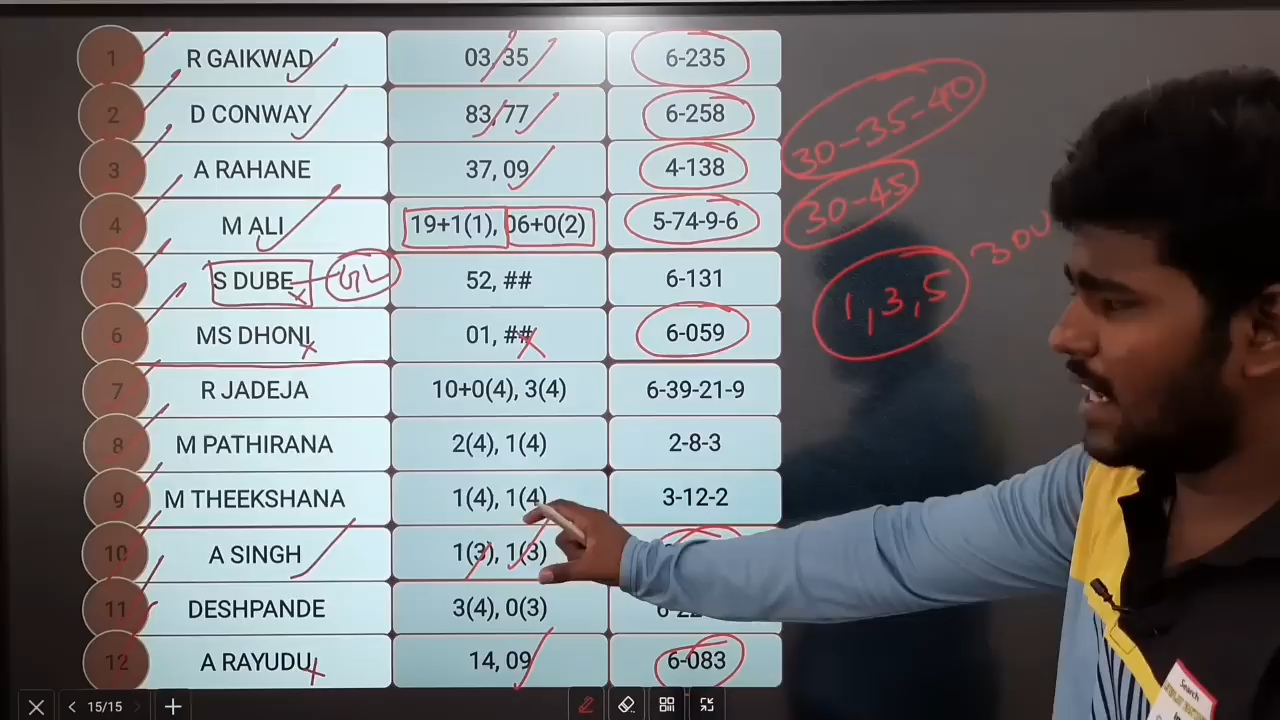 1 R GAIKWAD 03, 35 6-235
2 D CONWAY 83, 77 6-258
3 A RAHANE 37, 09 4-138
4 M ALI 19+1(1), 06+0(2) 5-74-9-6
5 S DUBE GL 52, ## 6-131
6 MS DHONI 01, ## 6-059
7 R JADEJA 10+0(4), 3(4) 6-39-21-9
8 M PATHIRANA 2(4), 1(4) 2-8-3
9 M THEEKSHANA 1(4), 1(4) 3-12-2
10 A SINGH 1(3), 1(3)
11 DESHPANDE 3(4), 0(3)
12 A RAYUDU 14, 09 6-083
30-35-40
30-45
1,3,5
15/15
Search